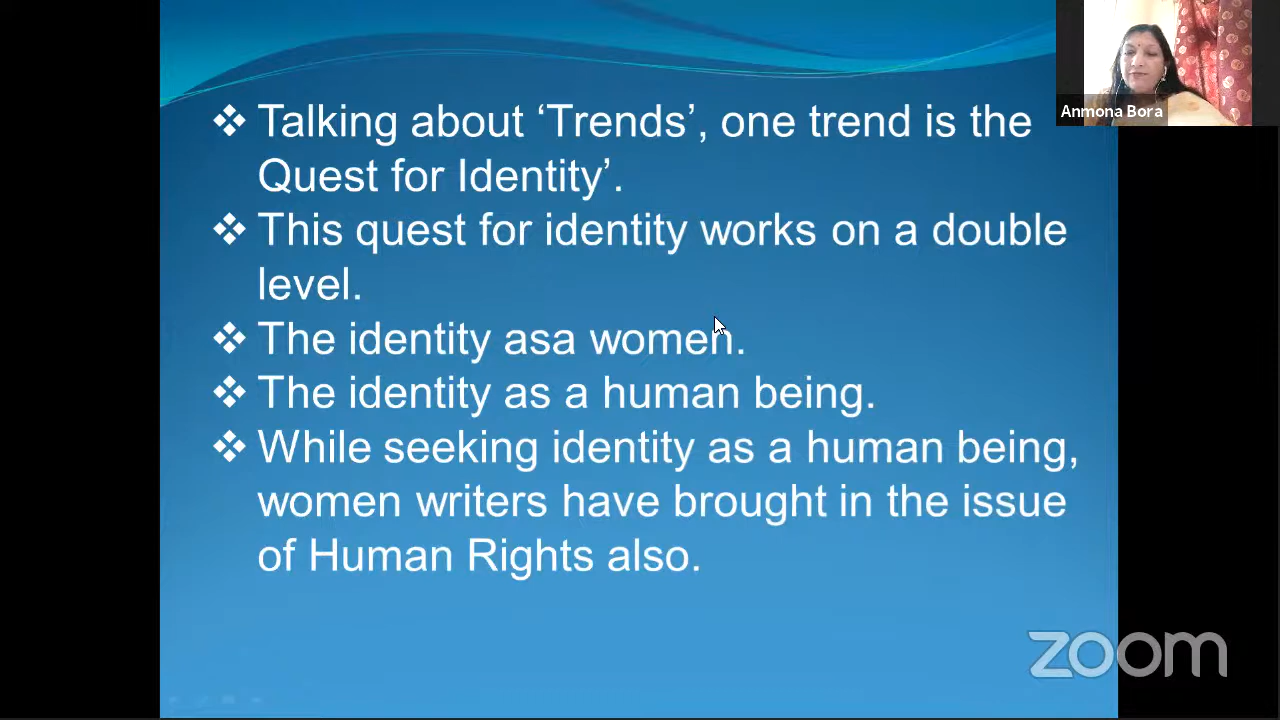 Talking about ‘Trends’, one trend is the
Quest for Identity’.
This quest for identity works on a double
level.
The identity asa women.
The identity as a human being.
While seeking identity as a human being,
women writers have brought in the issue
of Human Rights also.
Anmona Bora
zoom